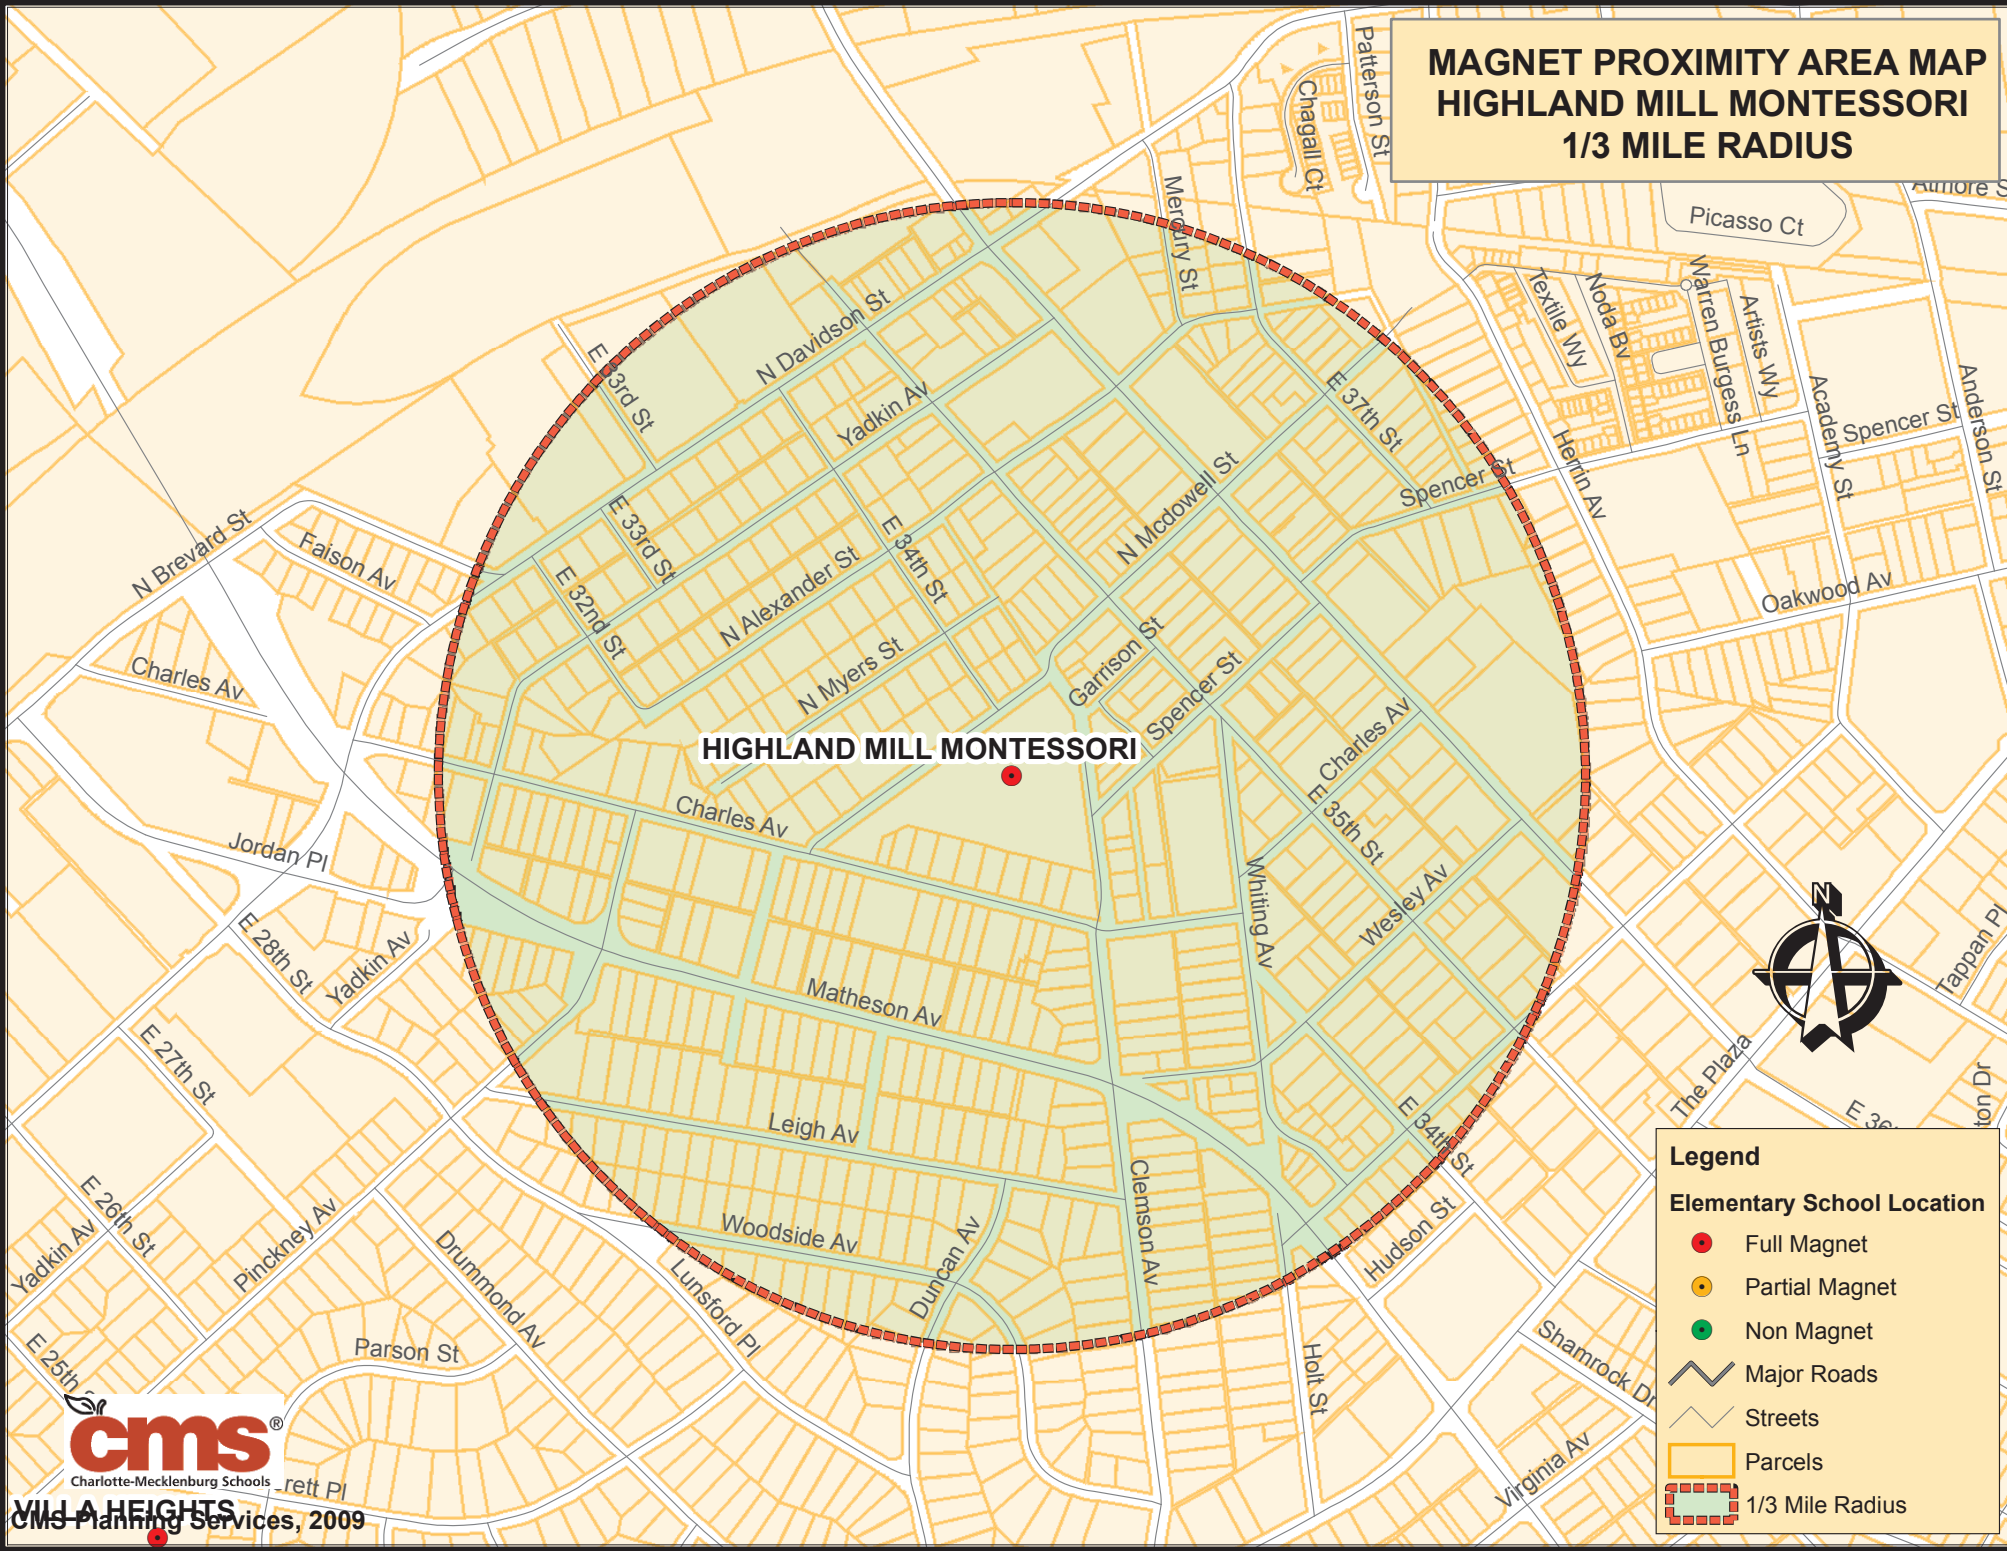 MAGNET PROXIMITY AREA MAP
HIGHLAND MILL MONTESSORI
1/3 MILE RADIUS
Patterson St
Chagall Ct
Mercury St
Atmore S
Picasso Ct
Textile Wy
Noda Bv
Warren Burgess Ln
Artists Wy
Academy St
Anderson St
Spencer St
Herrin Av
Oakwood Av
N Davidson St
E 33rd St
Yadkin Av
E 37th St
Spencer St
N Mcdowell St
E 34th St
E 33rd St
N Alexander St
E 32nd St
N Myers St
N Brevard St
Faison Av
Charles Av
Garrison St
Spencer St
HIGHLAND MILL MONTESSORI
Charles Av
E 35th St
Charles Av
Jordan Pl
Whiting Av
Wesley Av
E 28th St
Yadkin Av
Matheson Av
Tappan Pl
N
E 27th St
The Plaza
Leigh Av
E 34th St
E 36
ton Dr
Clemson Av
E 26th St
Yadkin Av
Pinckney Av
Drummond Av
Woodside Av
Duncan Av
Lunsford Pl
Hudson St
E 25th S
Parson St
Holt St
Shamrock Dr
Virginia Av
rett Pl
Legend
Elementary School Location
Full Magnet
Partial Magnet
Non Magnet
Major Roads
Streets
Parcels
1/3 Mile Radius
cms®
Charlotte-Mecklenburg Schools
VILLA HEIGHTS
CMS Planning Services, 2009